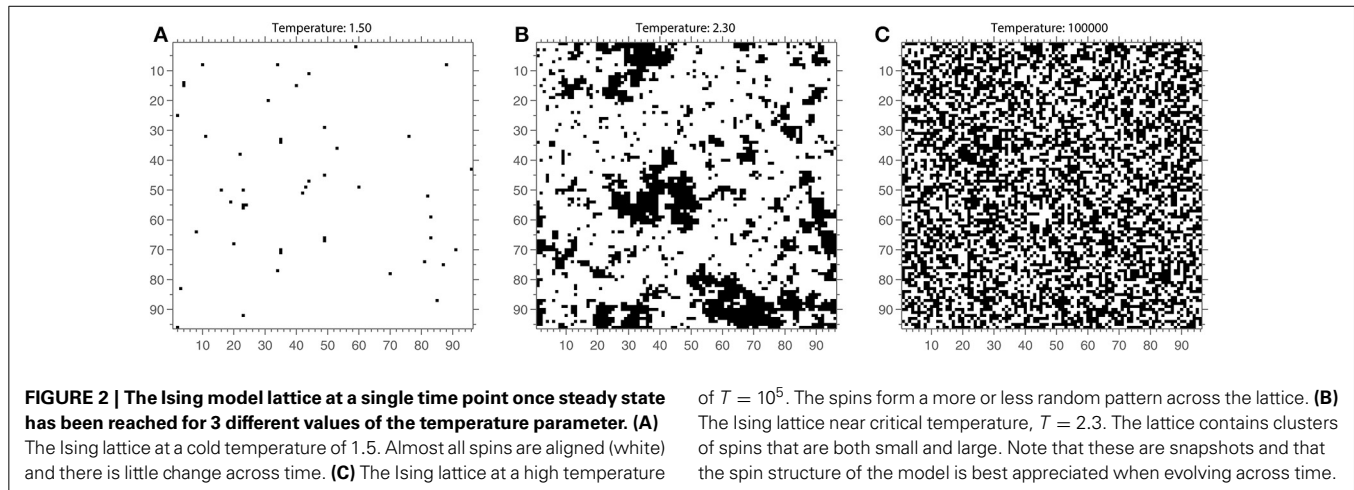 A
Temperature: 1.50
10
20
30
40
50
60
70
80
90
10 20 30 40 50 60 70 80 90
B
Temperature: 2.30
10
20
30
40
50
60
70
80
90
10 20 30 40 50 60 70 80 90
C
Temperature: 100000
10
20
30
40
50
60
70
80
90
10 20 30 40 50 60 70 80 90
FIGURE 2 | The Ising model lattice at a single time point once steady state
has been reached for 3 different values of the temperature parameter. (A)
The Ising lattice at a cold temperature of 1.5. Almost all spins are aligned (white)
and there is little change across time. (C) The Ising lattice at a high temperature
of T = 10⁵. The spins form a more or less random pattern across the lattice. (B)
The Ising lattice near critical temperature, T = 2.3. The lattice contains clusters
of spins that are both small and large. Note that these are snapshots and that
the spin structure of the model is best appreciated when evolving across time.